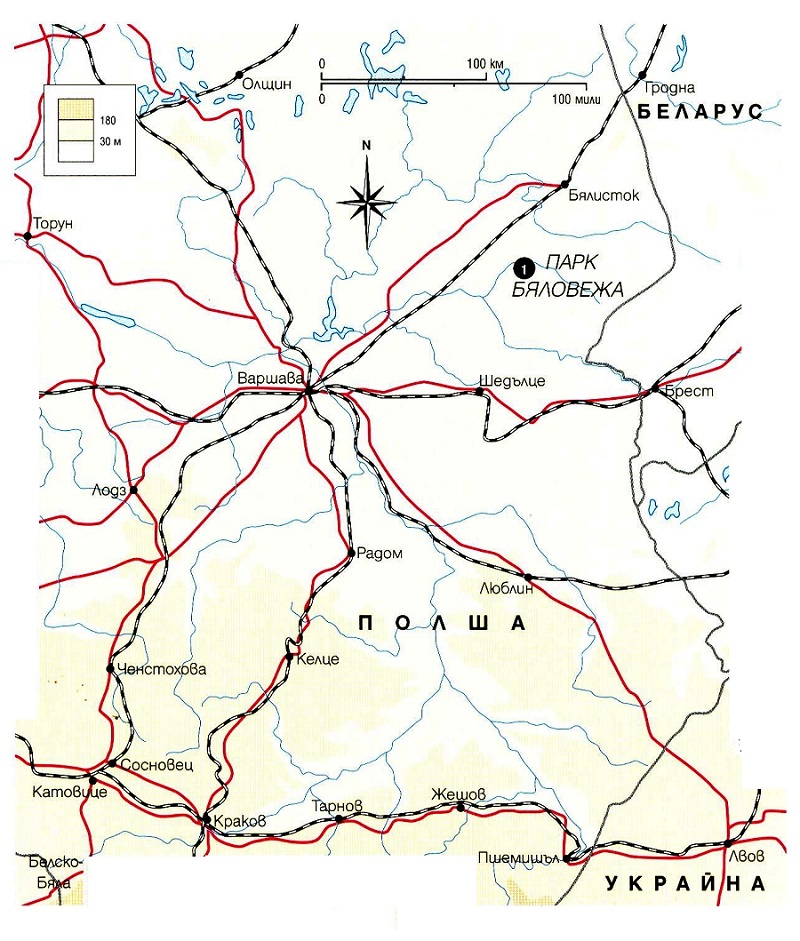 0 100 км
0 100 мили
Олщин
Гродна
БЕЛАРУС
180
30 м
N
Бялисток
Торун
1 ПАРК
БЯЛОВЕЖА
Варшава
Шедълце
Брест
Лодз
Радом
Люблин
ПОЛША
Келце
Ченстохова
Сосновец
Катовице
Краков
Тарнов
Жешов
Пшемишъл
Лвов
Белско-
Бяла
УКРАЙНА